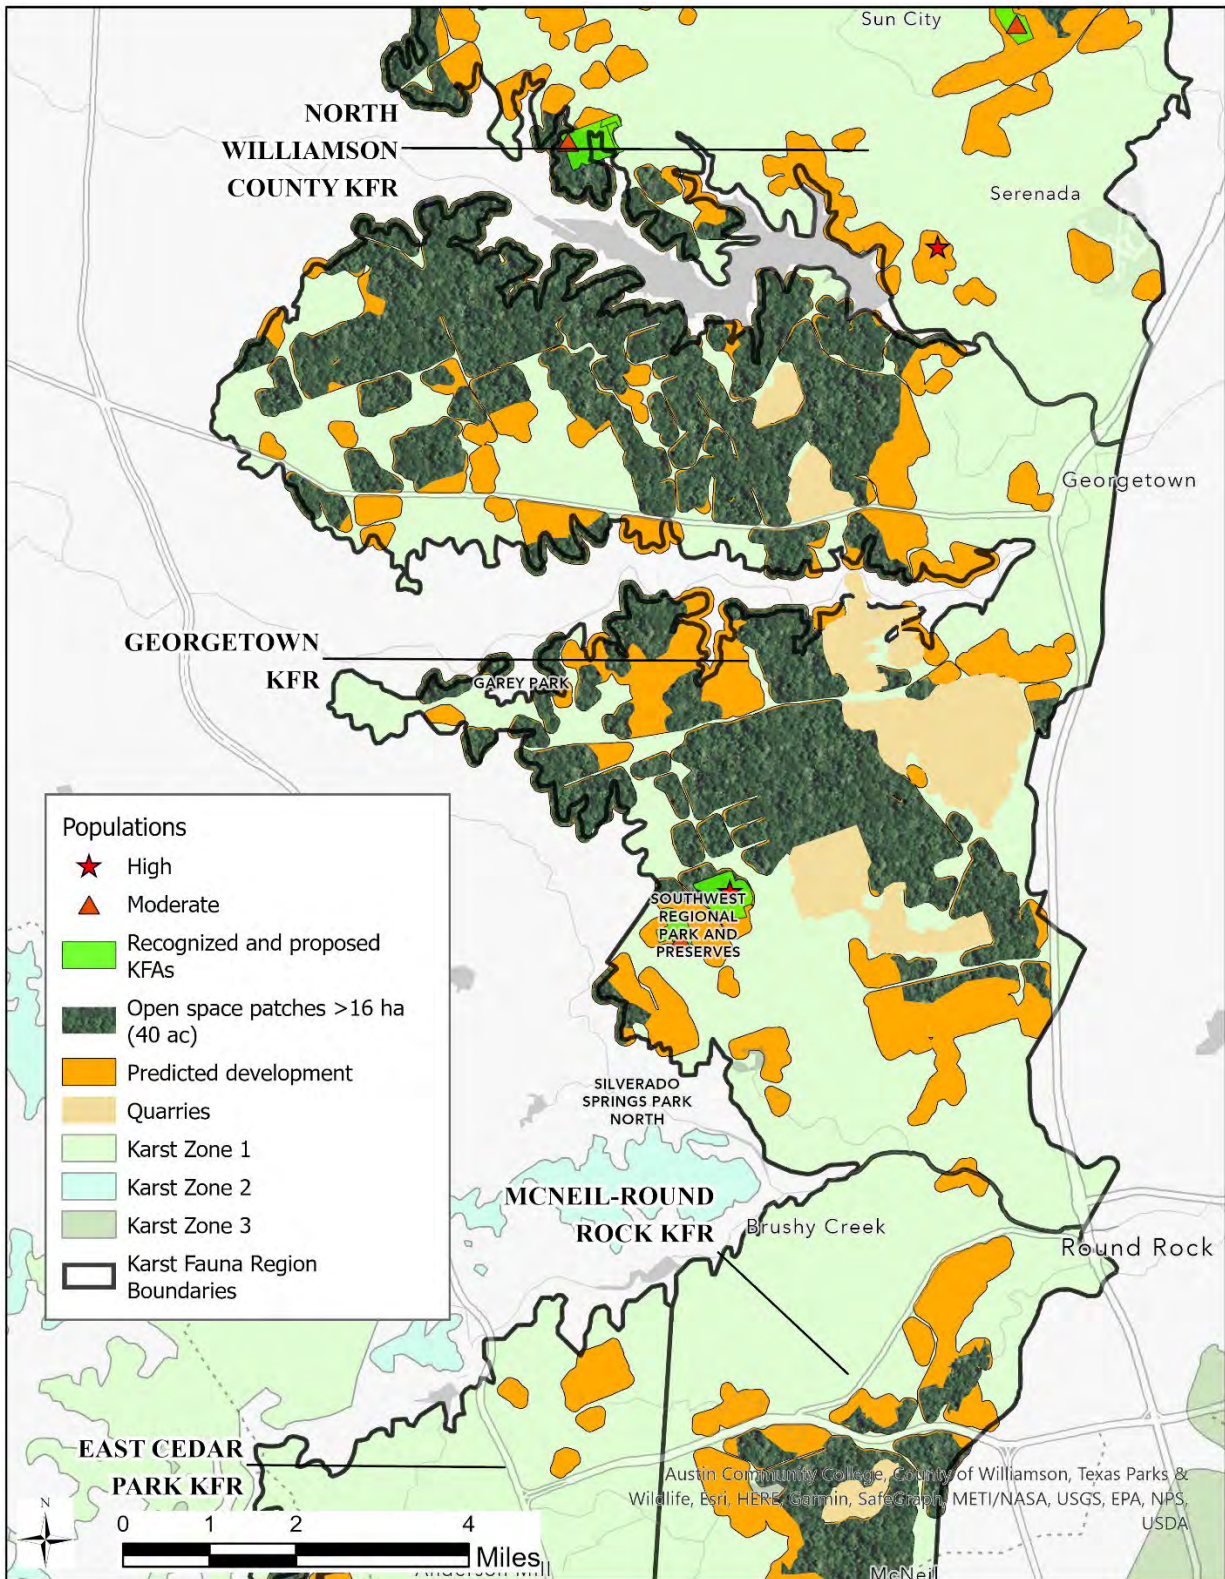 Sun City
NORTH
WILLIAMSON
COUNTY KFR
Serenada
Georgetown
GEORGETOWN
KFR
GAREY PARK
Populations
High
Moderate
Recognized and proposed
KFAs
Open space patches >16 ha
(40 ac)
Predicted development
Quarries
Karst Zone 1
Karst Zone 2
Karst Zone 3
Karst Fauna Region
Boundaries
SOUTHWEST
REGIONAL
PARK AND
PRESERVES
SILVERADO
SPRINGS PARK
NORTH
MCNEIL-ROUND
ROCK KFR
Brushy Creek
Round Rock
EAST CEDAR
PARK KFR
Austin Community College, County of Williamson, Texas Parks &
Wildlife, Esri, HERE, Garmin, SafeGraph, METI/NASA, USGS, EPA, NPS,
USDA
N
0 1 2 4
Miles
Anderson Mill
McNeil